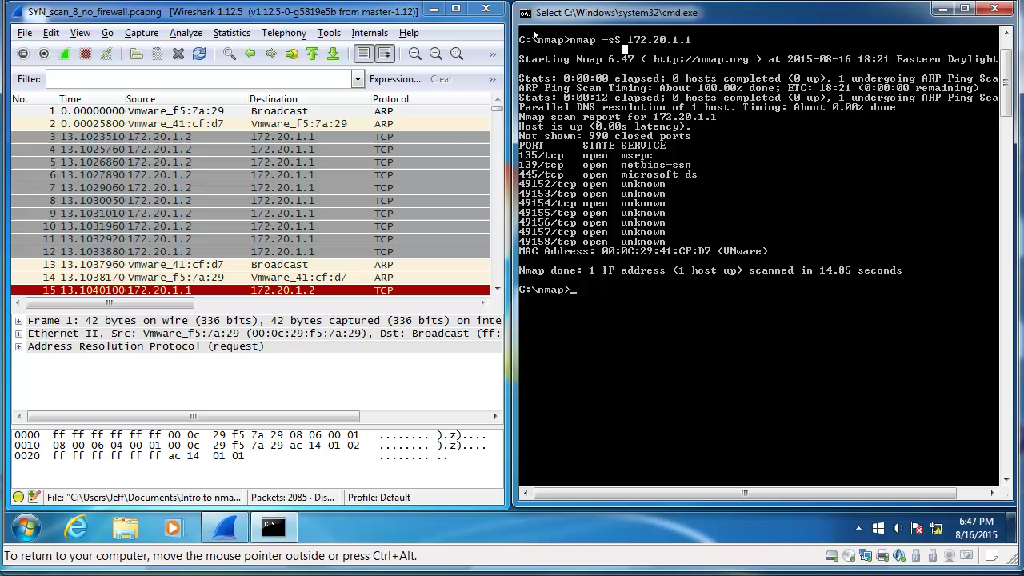 SYN_scan_8_no_firewall.pcapng [Wireshark 1.12.5 (v1.12.5-0-g5819e5b from master-1.12)]
File Edit View Go Capture Analyze Statistics Telephony Tools Internals Help
Filter: Expression... Clear
No. Time Source Destination Protocol
1 0.00000000 Vmware_f5:7a:29 Broadcast ARP
2 0.00025800 Vmware_41:cf:d7 Vmware_f5:7a:29 ARP
3 13.1023510 172.20.1.2 172.20.1.1 TCP
4 13.1025760 172.20.1.2 172.20.1.1 TCP
5 13.1026860 172.20.1.2 172.20.1.1 TCP
6 13.1027890 172.20.1.2 172.20.1.1 TCP
7 13.1029060 172.20.1.2 172.20.1.1 TCP
8 13.1030050 172.20.1.2 172.20.1.1 TCP
9 13.1031010 172.20.1.2 172.20.1.1 TCP
10 13.1031960 172.20.1.2 172.20.1.1 TCP
11 13.1032920 172.20.1.2 172.20.1.1 TCP
12 13.1033880 172.20.1.2 172.20.1.1 TCP
13 13.1037960 Vmware_41:cf:d7 Broadcast ARP
14 13.1038170 Vmware_f5:7a:29 Vmware_41:cf:d7 ARP
15 13.1040100 172.20.1.1 172.20.1.2 TCP
Frame 1: 42 bytes on wire (336 bits), 42 bytes captured (336 bits) on inte
Ethernet II, Src: Vmware_f5:7a:29 (00:0c:29:f5:7a:29), Dst: Broadcast (ff:
Address Resolution Protocol (request)
0000 ff ff ff ff ff ff 00 0c 29 f5 7a 29 08 06 00 01 ........ ).z)....
0010 08 00 06 04 00 01 00 0c 29 f5 7a 29 ac 14 01 02 ........ ).z)....
0020 ff ff ff ff ff ff ac 14 01 01 ........ ..
File: "C:\Users\Jeff\Documents\Intro to nma... Packets: 2085 · Dis... Profile: Default
Select C:\Windows\system32\cmd.exe
C:\nmap>nmap -sS 172.20.1.1
Starting Nmap 6.47 ( http://nmap.org ) at 2015-08-16 18:21 Eastern Daylight
Stats: 0:00:00 elapsed; 0 hosts completed (0 up), 1 undergoing ARP Ping Sca
ARP Ping Scan Timing: About 100.00% done; ETC: 18:21 (0:00:00 remaining)
Stats: 0:00:12 elapsed; 0 hosts completed (0 up), 1 undergoing ARP Ping Sca
Parallel DNS resolution of 1 host. Timing: About 0.00% done
Nmap scan report for 172.20.1.1
Host is up (0.00s latency).
Not shown: 990 closed ports
PORT STATE SERVICE
135/tcp open msrpc
139/tcp open netbios-ssn
445/tcp open microsoft-ds
49152/tcp open unknown
49153/tcp open unknown
49154/tcp open unknown
49155/tcp open unknown
49156/tcp open unknown
49157/tcp open unknown
49158/tcp open unknown
MAC Address: 00:0C:29:41:CF:D7 (VMware)
Nmap done: 1 IP address (1 host up) scanned in 14.05 seconds
C:\nmap>_
6:47 PM
8/16/2015
To return to your computer, move the mouse pointer outside or press Ctrl+Alt.